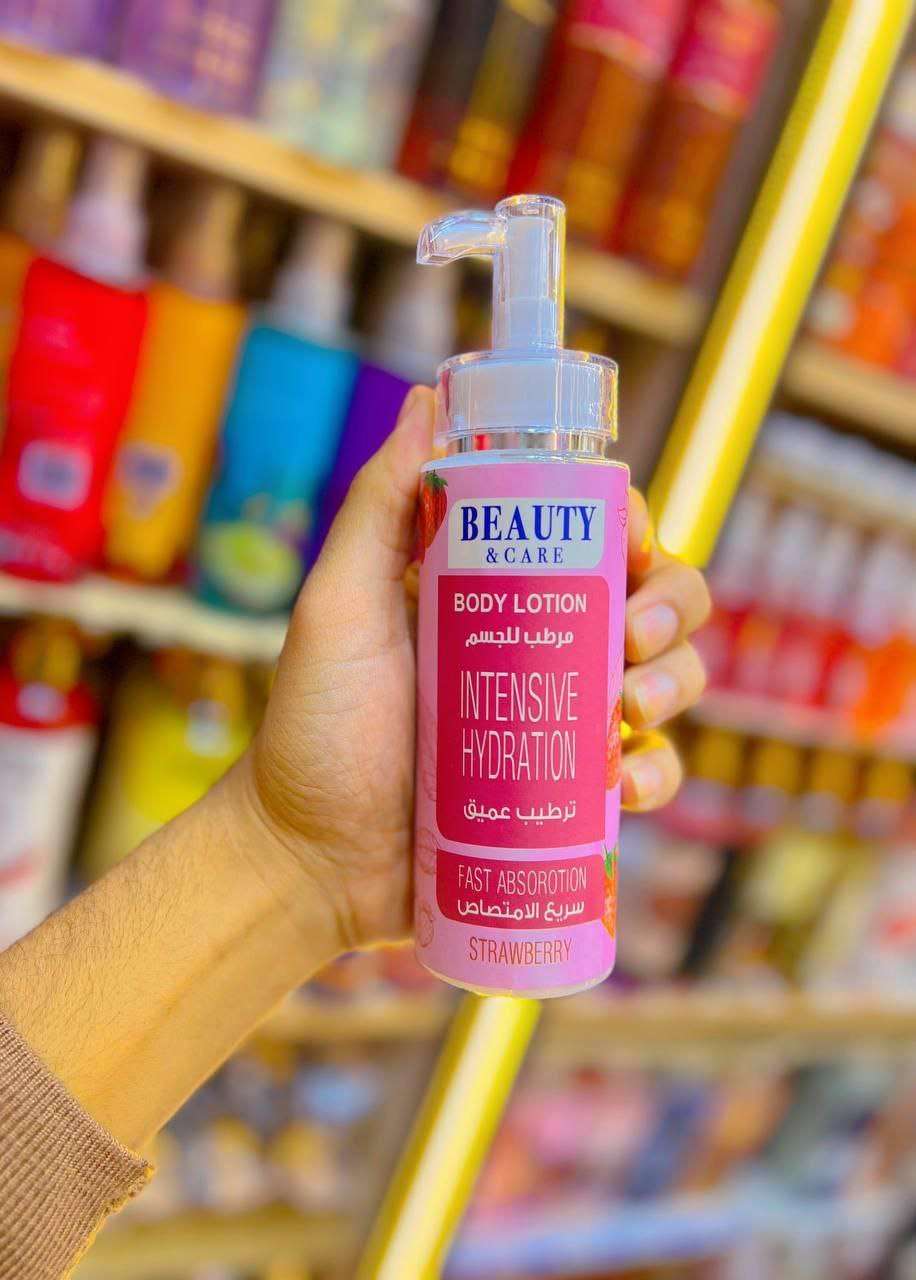 BEAUTY
& CARE
BODY LOTION
مرطب للجسم
INTENSIVE
HYDRATION
ترطيب عميق
FAST ABSOROTION
سريع الامتصاص
STRAWBERRY